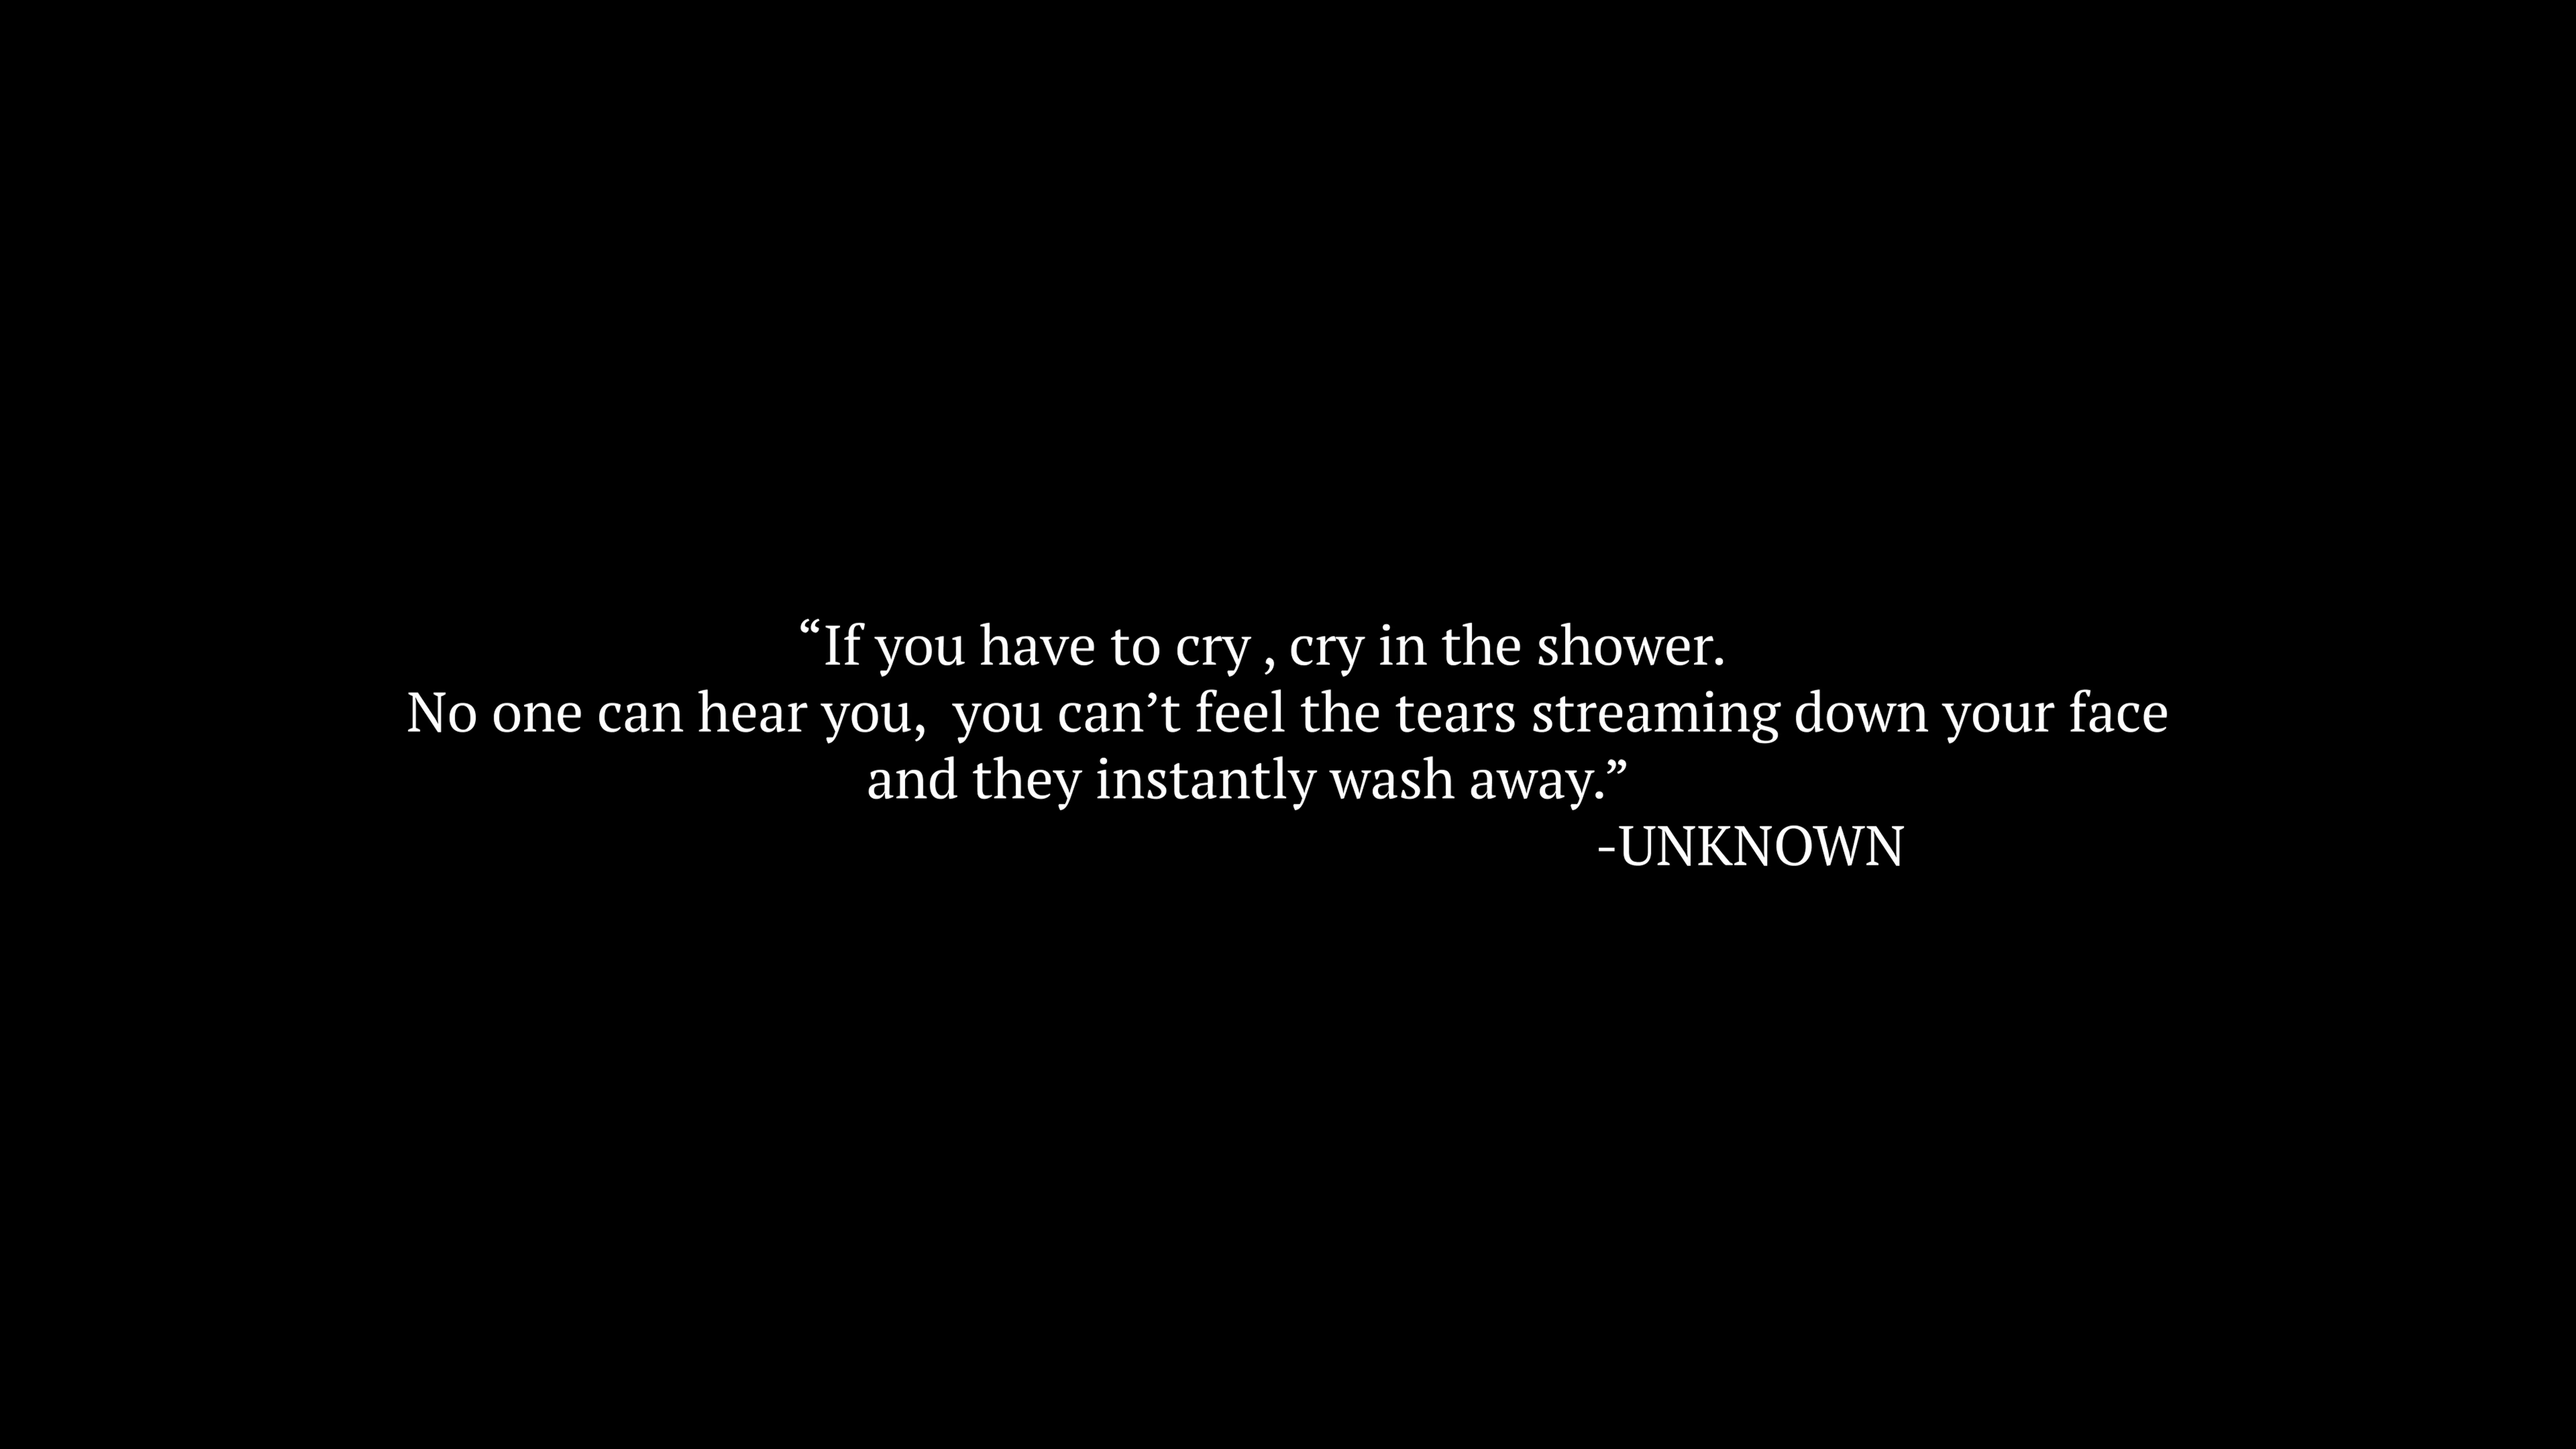 “If you have to cry , cry in the shower.
No one can hear you,  you can’t feel the tears streaming down your face
and they instantly wash away.”
-UNKNOWN